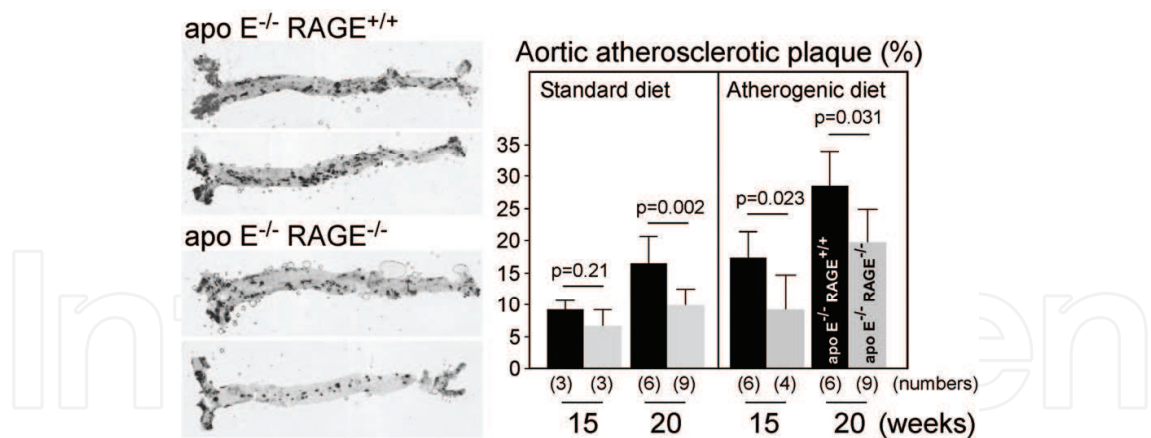 apo E-/- RAGE+/+
apo E-/- RAGE-/-
Aortic atherosclerotic plaque (%)
Standard diet
Atherogenic diet
35
30
25
20
15
10
5
0
p=0.21
p=0.002
p=0.023
p=0.031
apo E-/- RAGE+/+
apo E-/- RAGE-/-
(3) (3) (6) (9) (6) (4) (6) (9) (numbers)
15 20 15 20 (weeks)